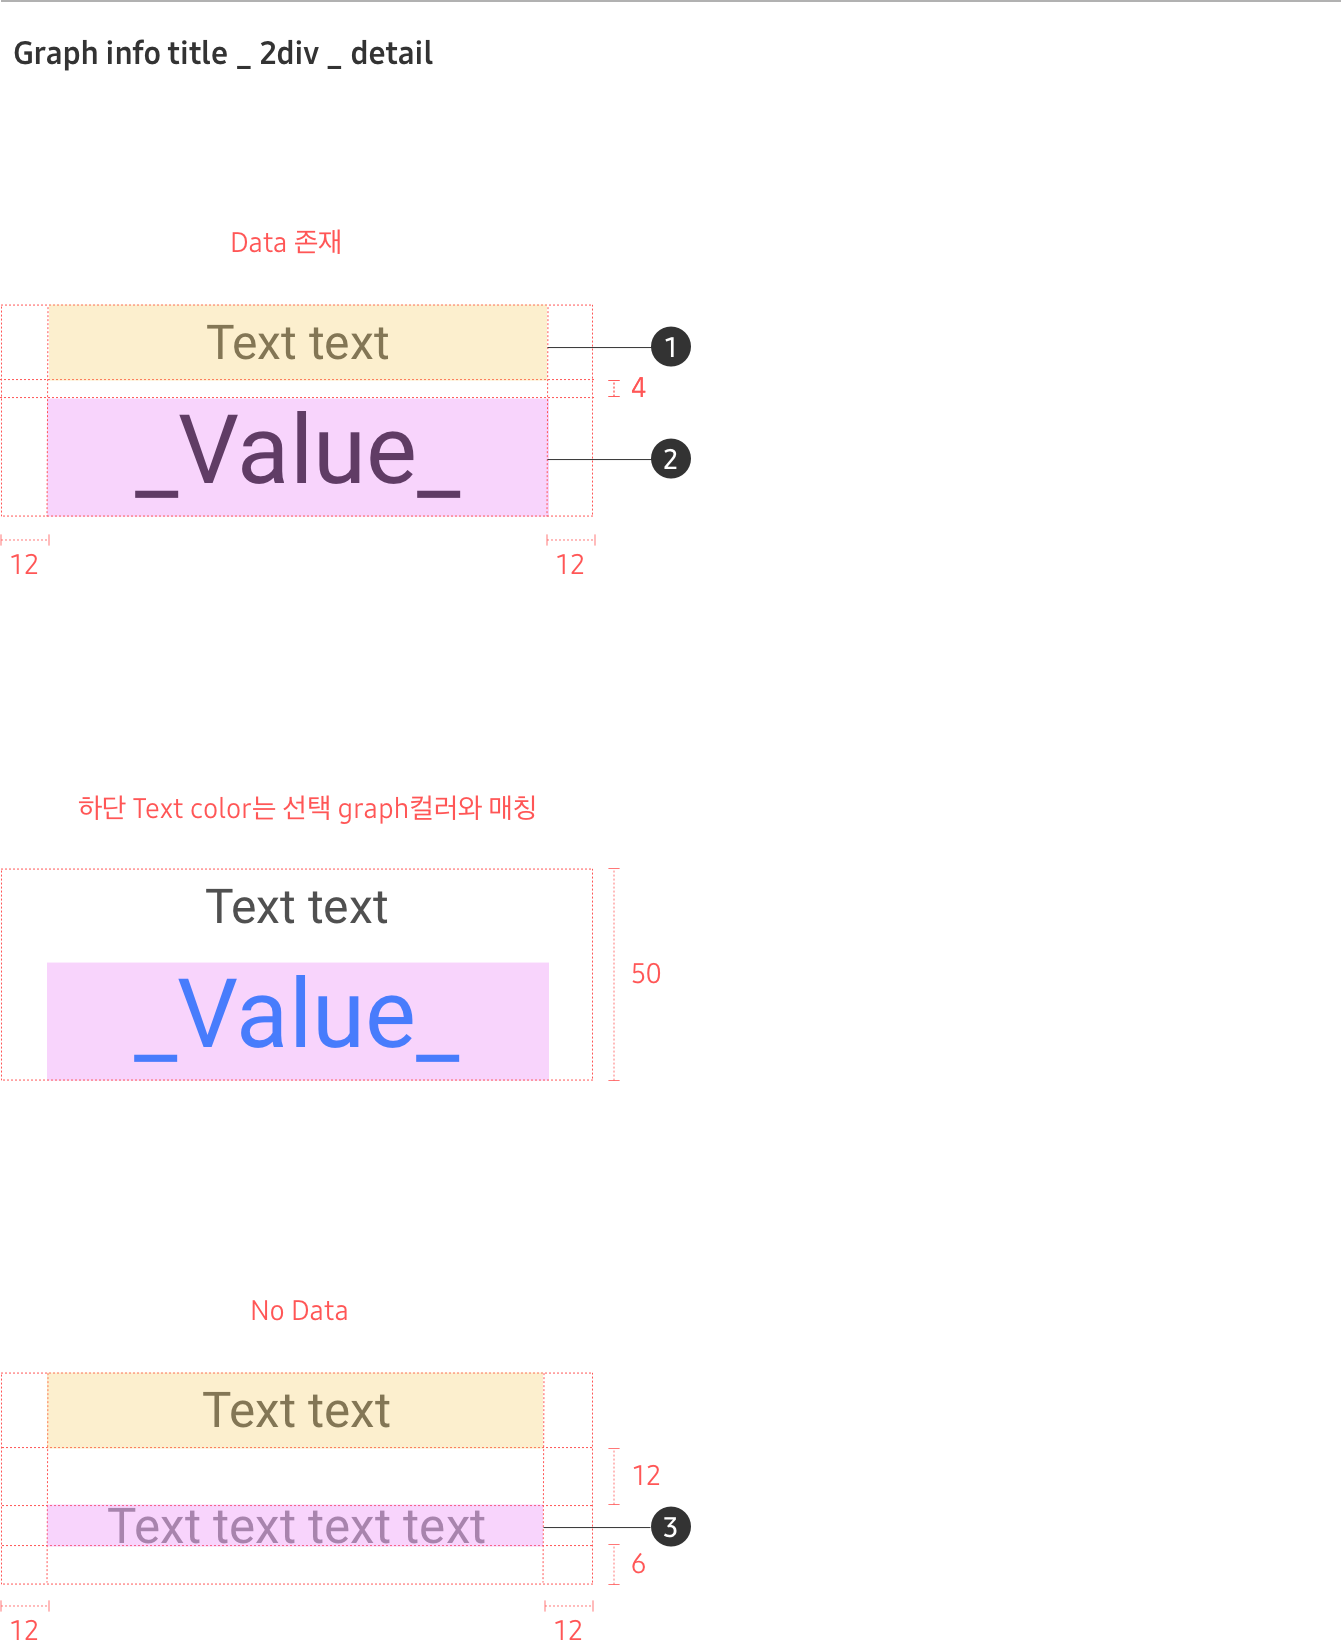 Graph info title _ 2div _ detail
Data 존재
Text text
1
4
_Value_
2
12 12
하단 Text color는 선택 graph컬러와 매칭
Text text
50
_Value_
No Data
Text text
12
Text text text text
3
6
12 12